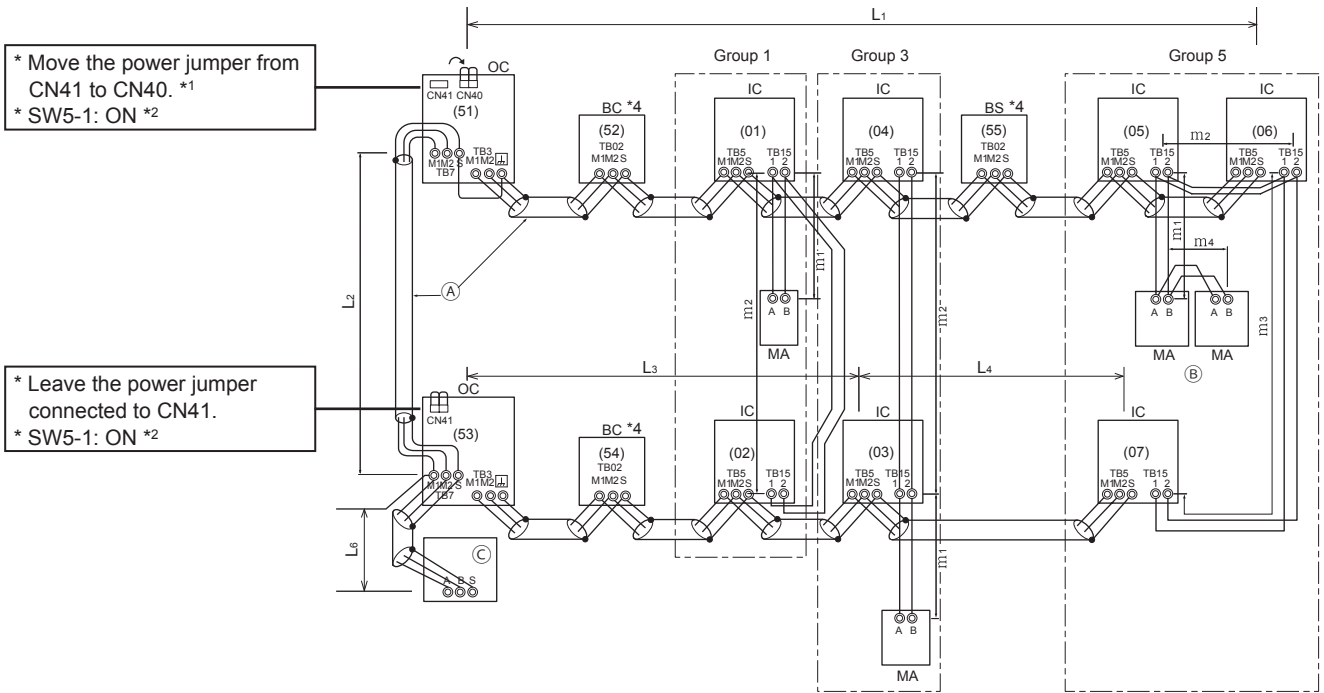 L1
* Move the power jumper from
CN41 to CN40. *1
* SW5-1: ON *2
OC
CN41 CN40
(51)
TB3
M1M2
M1M2 S
TB7
BC *4
(52)
TB02
M1M2 S
Group 1
IC
(01)
TB5
M1M2S
TB15
1 2
Group 3
IC
(04)
TB5
M1M2S
TB15
1 2
BS *4
(55)
TB02
M1M2 S
Group 5
IC
(05)
TB5
M1M2S
TB15
1 2
m2
IC
(06)
TB5
M1M2S
TB15
1 2
L2
A
m2
m1
A B
MA
m2
m1
m4
A B
MA
A B
MA
B
m3
* Leave the power jumper
connected to CN41.
* SW5-1: ON *2
L3
L4
OC
CN41
(53)
TB3
M1M2
M1M2 S
TB7
BC *4
(54)
TB02
M1M2 S
IC
(02)
TB5
M1M2S
TB15
1 2
IC
(03)
TB5
M1M2S
TB15
1 2
IC
(07)
TB5
M1M2S
TB15
1 2
L6
C
A B S
m1
A B
MA